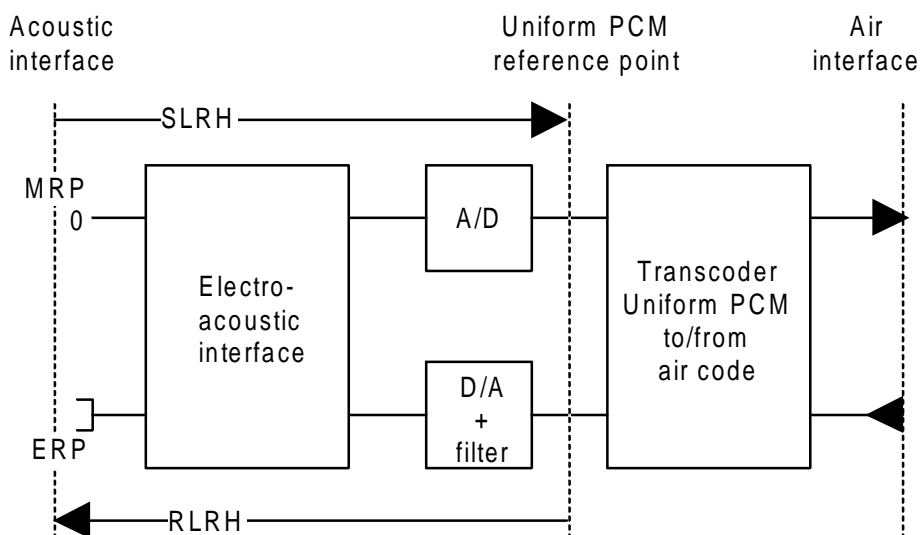 Acoustic
interface
Uniform PCM
reference point
Air
interface
SLRH
MRP
0
A/D
Electro-
acoustic
interface
Transcoder
Uniform PCM
to/from
air code
D/A
+
filter
ERP
RLRH